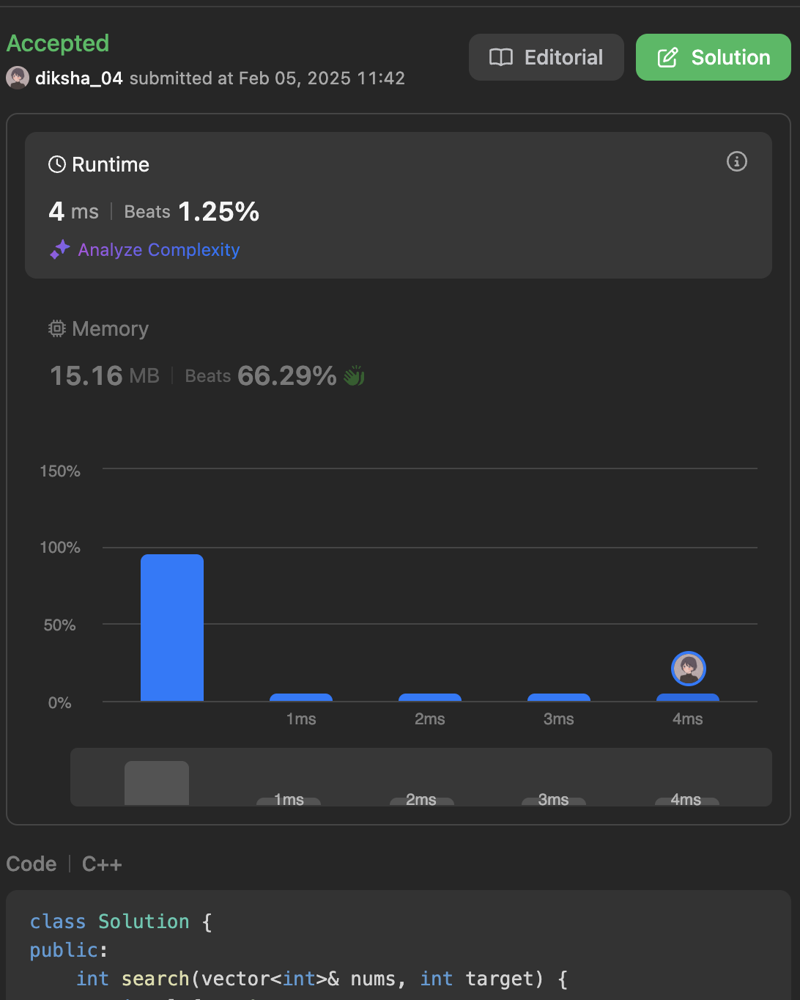 Accepted
Editorial
Solution
diksha_04 submitted at Feb 05, 2025 11:42
Runtime
4 ms | Beats 1.25%
Analyze Complexity
Memory
15.16 MB | Beats 66.29%
150%
100%
50%
0%
1ms 2ms 3ms 4ms
1ms 2ms 3ms 4ms
Code | C++
class Solution {
public:
    int search(vector<int>& nums, int target) {